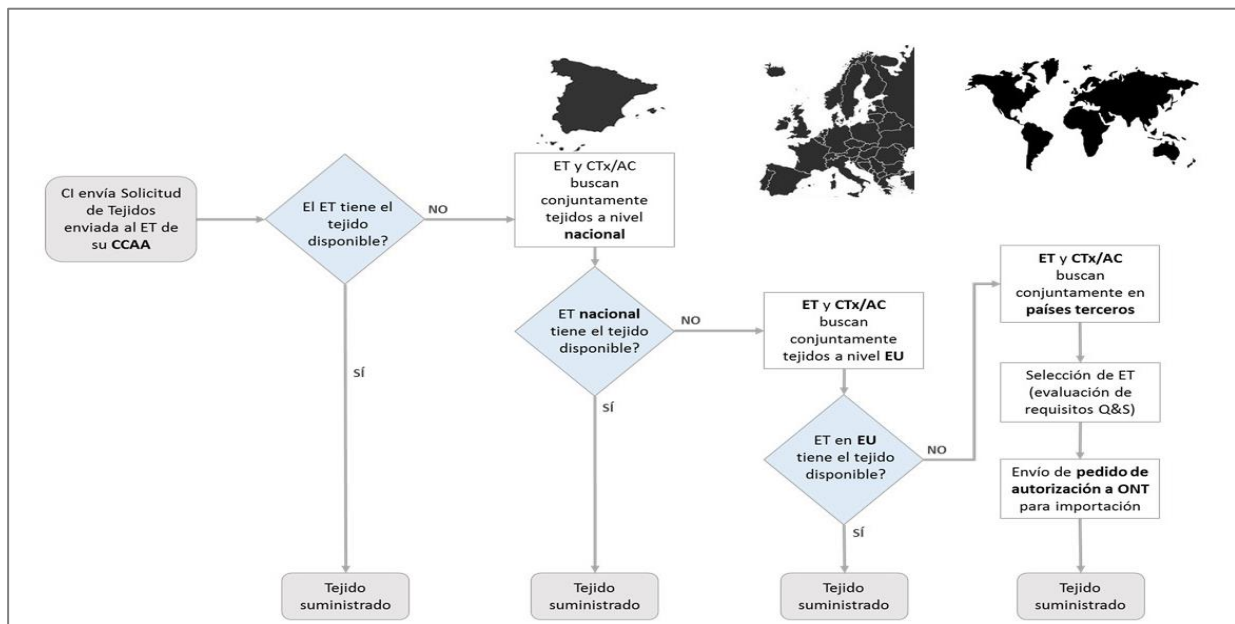 CI envía Solicitud
de Tejidos
enviada al ET de
su CCAA
El ET tiene el
tejido
disponible?
NO
SÍ
Tejido
suministrado
ET y CTx/AC
buscan
conjuntamente
tejidos a nivel
nacional
ET nacional
tiene el tejido
disponible?
NO
SÍ
Tejido
suministrado
ET y CTx/AC
buscan
conjuntamente
tejidos a nivel EU
ET en EU
tiene el tejido
disponible?
NO
SÍ
Tejido
suministrado
ET y CTx/AC
buscan
conjuntamente en
países terceros
Selección de ET
(evaluación de
requisitos Q&S)
Envío de pedido de
autorización a ONT
para importación
Tejido
suministrado